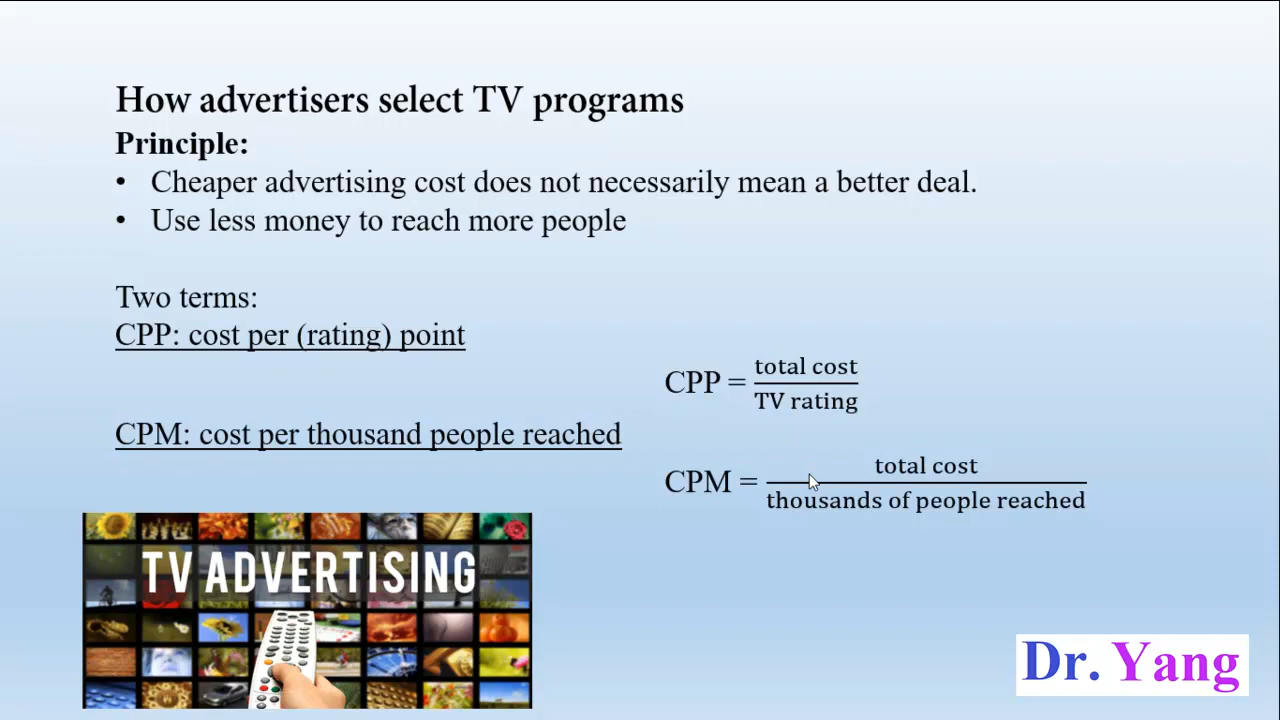 How advertisers select TV programs
Principle:
• Cheaper advertising cost does not necessarily mean a better deal.
• Use less money to reach more people
Two terms:
CPP: cost per (rating) point
CPP = total cost / TV rating
CPM: cost per thousand people reached
CPM = total cost / thousands of people reached
TV ADVERTISING
Dr. Yang